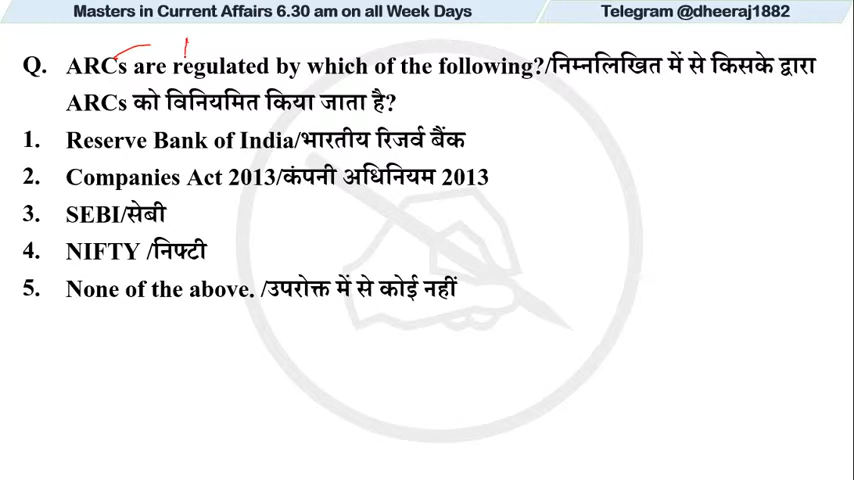 Masters in Current Affairs 6.30 am on all Week Days
Telegram @dheeraj1882
Q. ARCs are regulated by which of the following?/निम्नलिखित में से किसके द्वारा
ARCs को विनियमित किया जाता है?
1. Reserve Bank of India/भारतीय रिजर्व बैंक
2. Companies Act 2013/कंपनी अधिनियम 2013
3. SEBI/सेबी
4. NIFTY /निफ्टी
5. None of the above. /उपरोक्त में से कोई नहीं